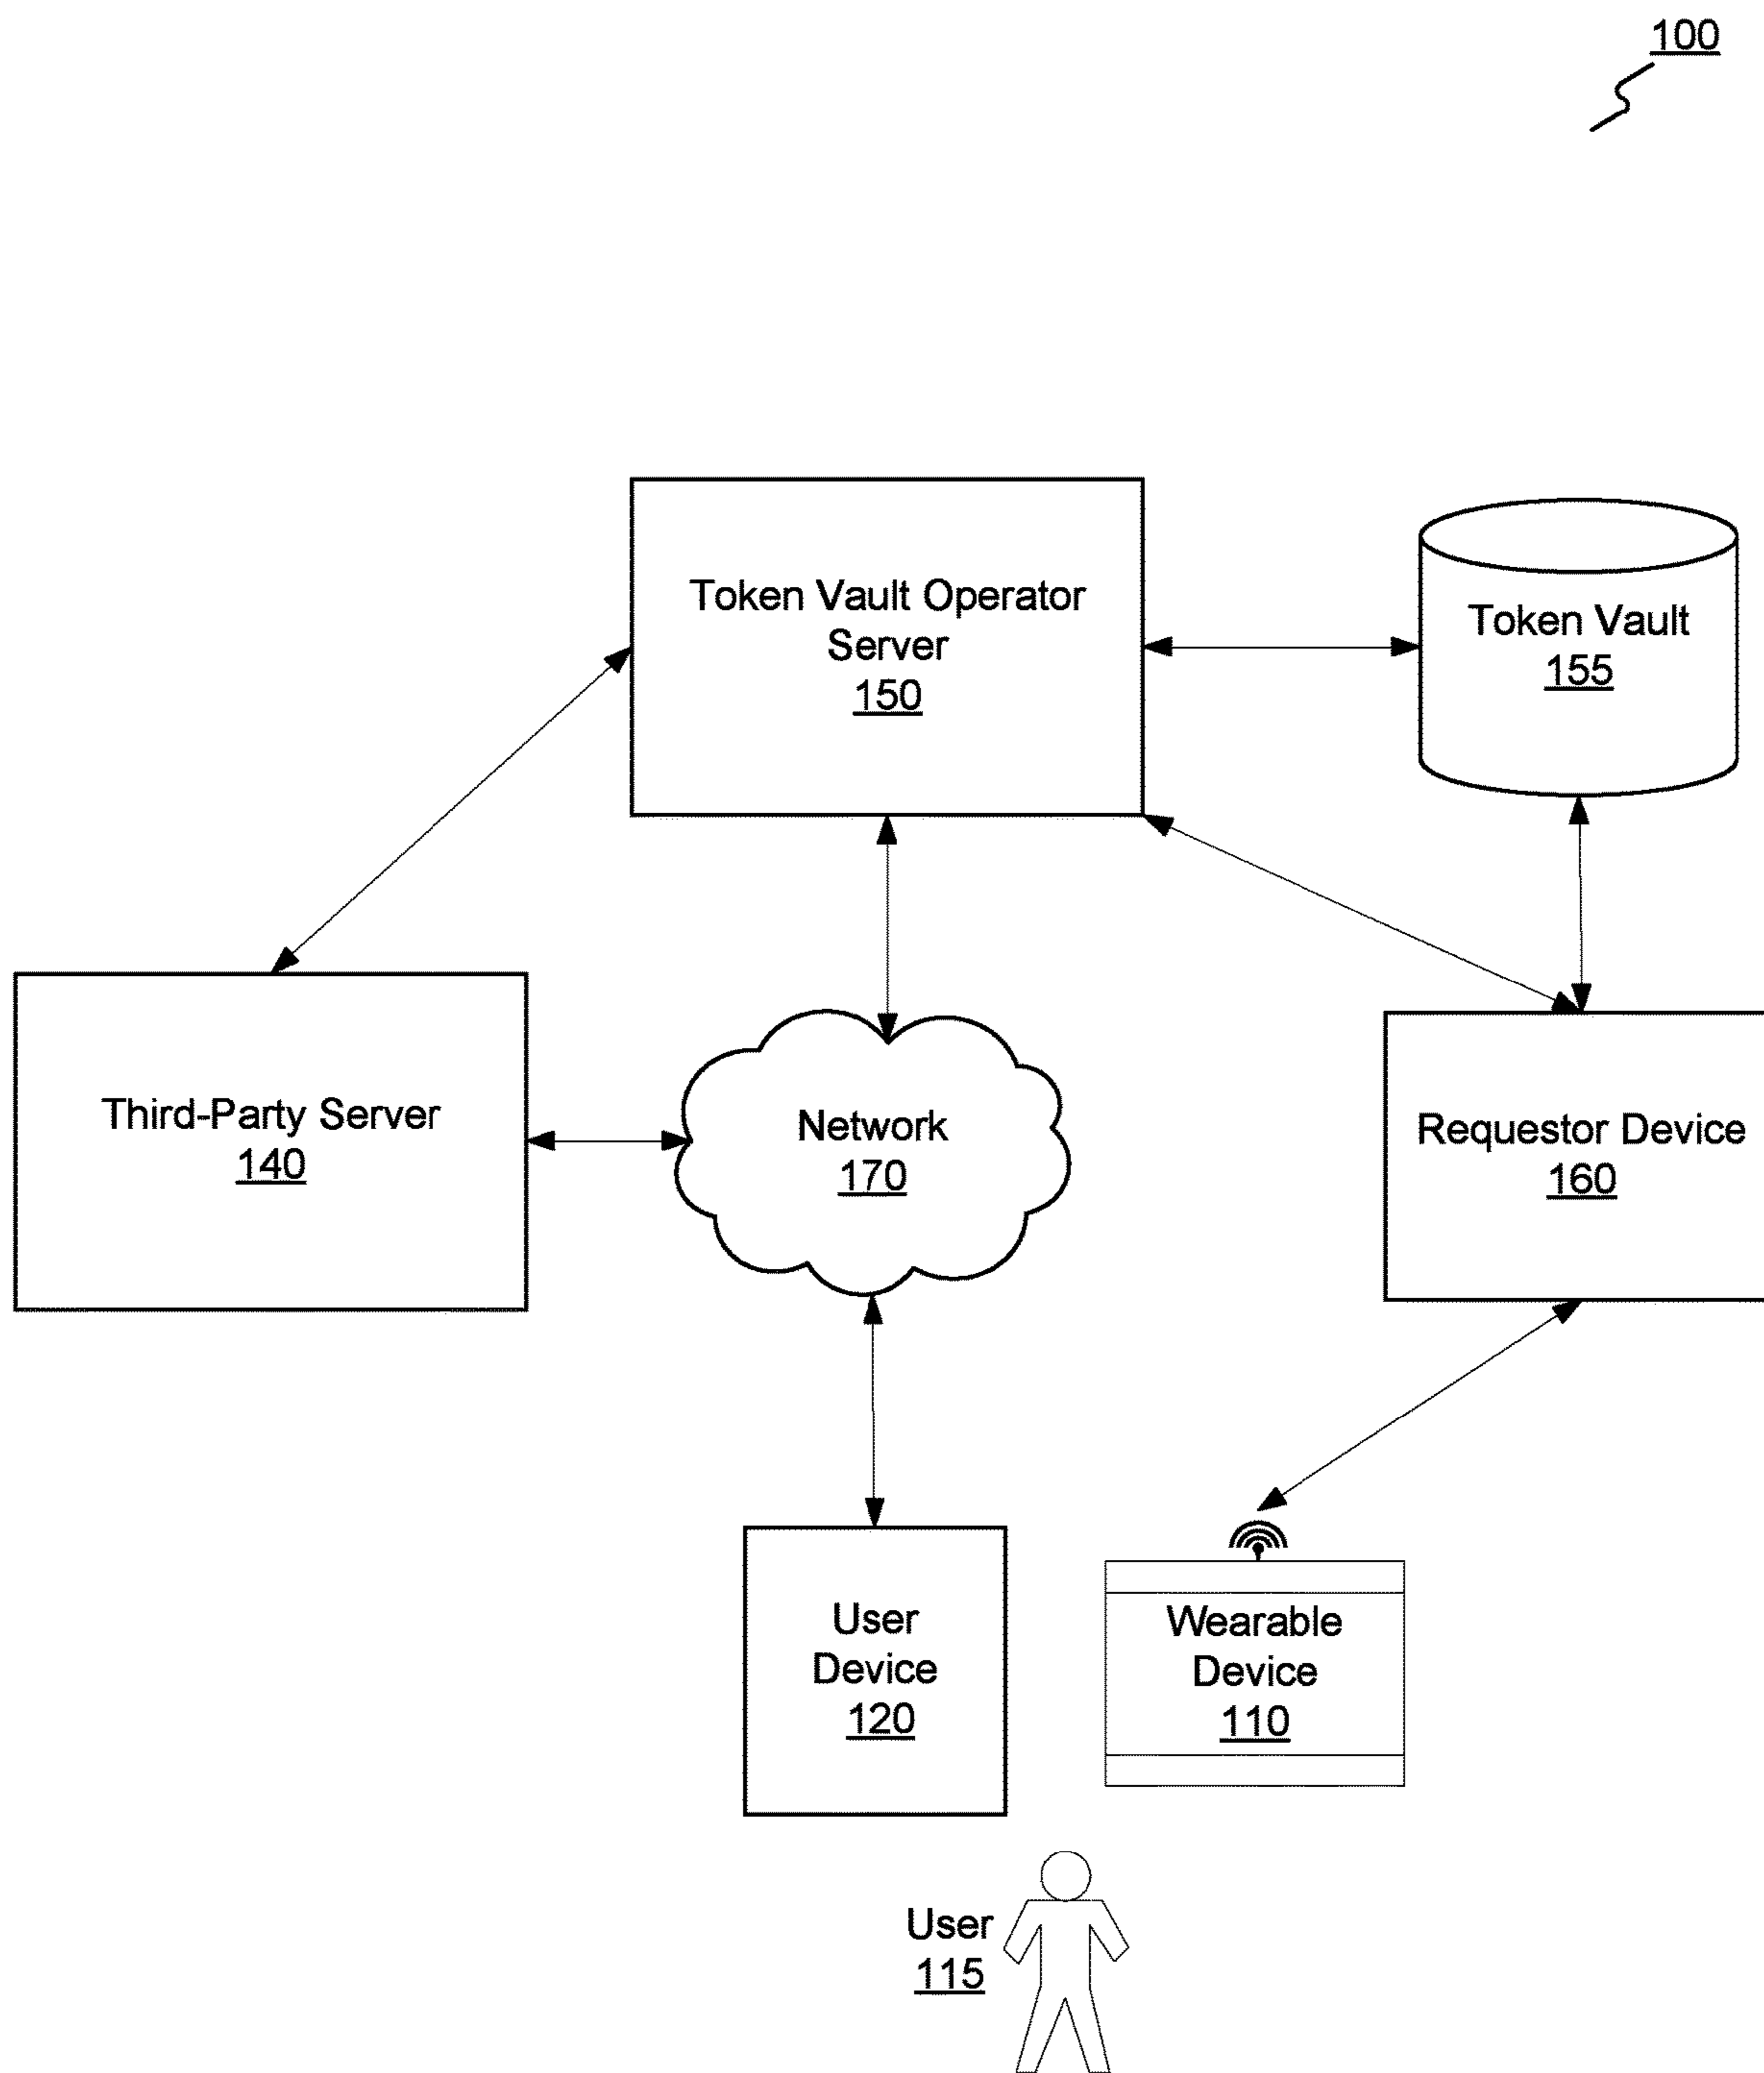 100
Token Vault Operator
Server
150
Token Vault
155
Third-Party Server
140
Network
170
Requestor Device
160
User
Device
120
Wearable
Device
110
User
115